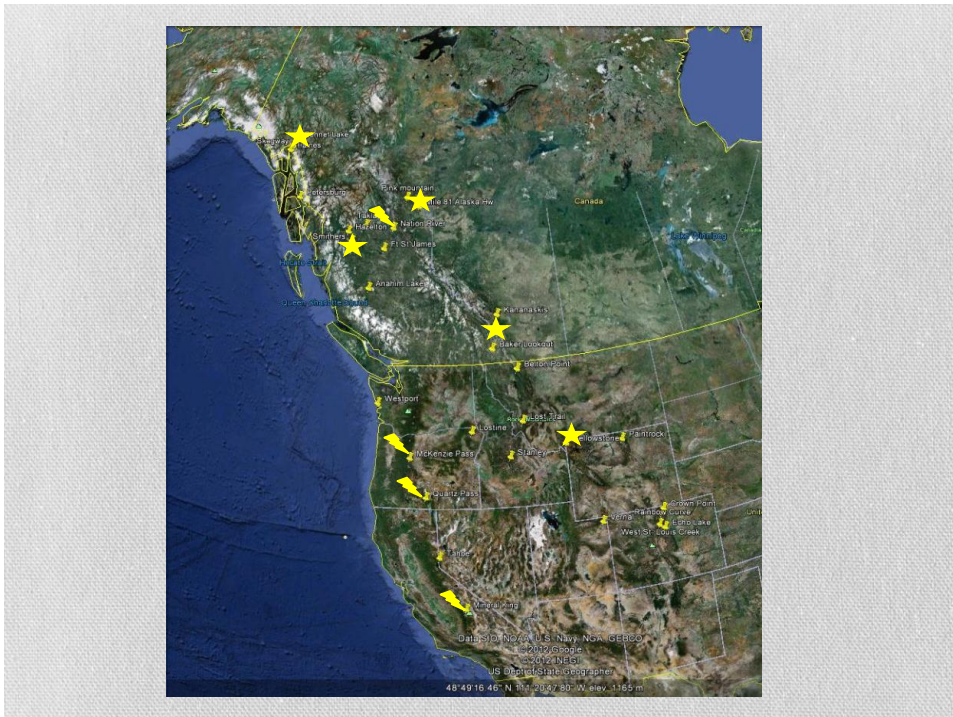 Skagway
Petersburg
Pink mountain
Mile 81 Alaska Hw
Canada
Takla
Nation River
Hazelton
Smithers
Ft St James
Anahim Lake
Kananaskis
Baker Lookout
Belton Point
Westport
Lost Trail
Lostine
Yellowstone
Paintrock
McKenzie Pass
Stanley
Quartz Pass
Crown Point
Rainbow Curve
Verna
Echo Lake
West St. Louis Creek
Tahoe
Mineral King
Data SIO, NOAA, U.S. Navy, NGA, GEBCO
© 2012 Google
© 2012 INEGI
US Dept of State Geographer
48°49'16.46" N 111°20'47.80" W elev 1165 m